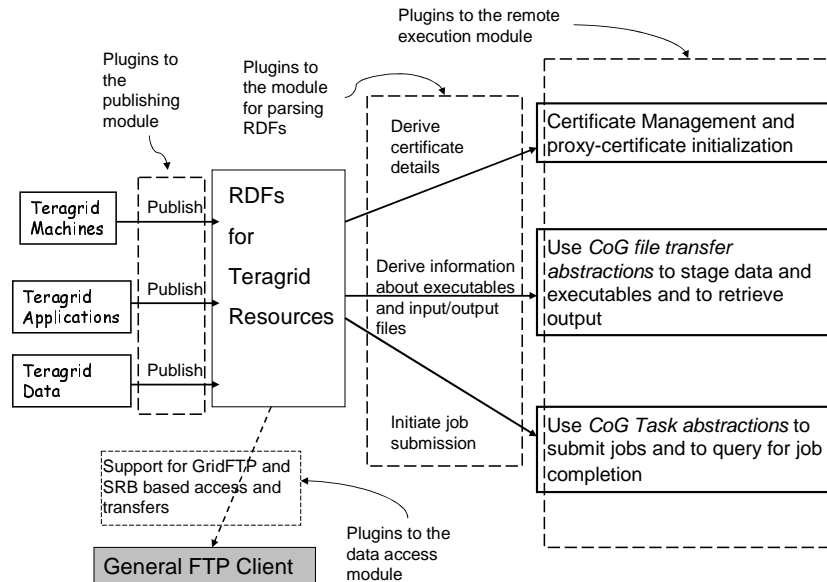 Plugins to the remote
execution module
Plugins to
the
publishing
module
Plugins to
the module
for parsing
RDFs
Derive
certificate
details
Certificate Management and
proxy-certificate initialization
Teragrid
Machines
Publish
RDFs
for
Teragrid
Resources
Teragrid
Applications
Publish
Derive information
about executables
and input/output
files
Use CoG file transfer
abstractions to stage data and
executables and to retrieve
output
Teragrid
Data
Publish
Initiate job
submission
Use CoG Task abstractions to
submit jobs and to query for job
completion
Support for GridFTP and
SRB based access and
transfers
Plugins to the
data access
module
General FTP Client